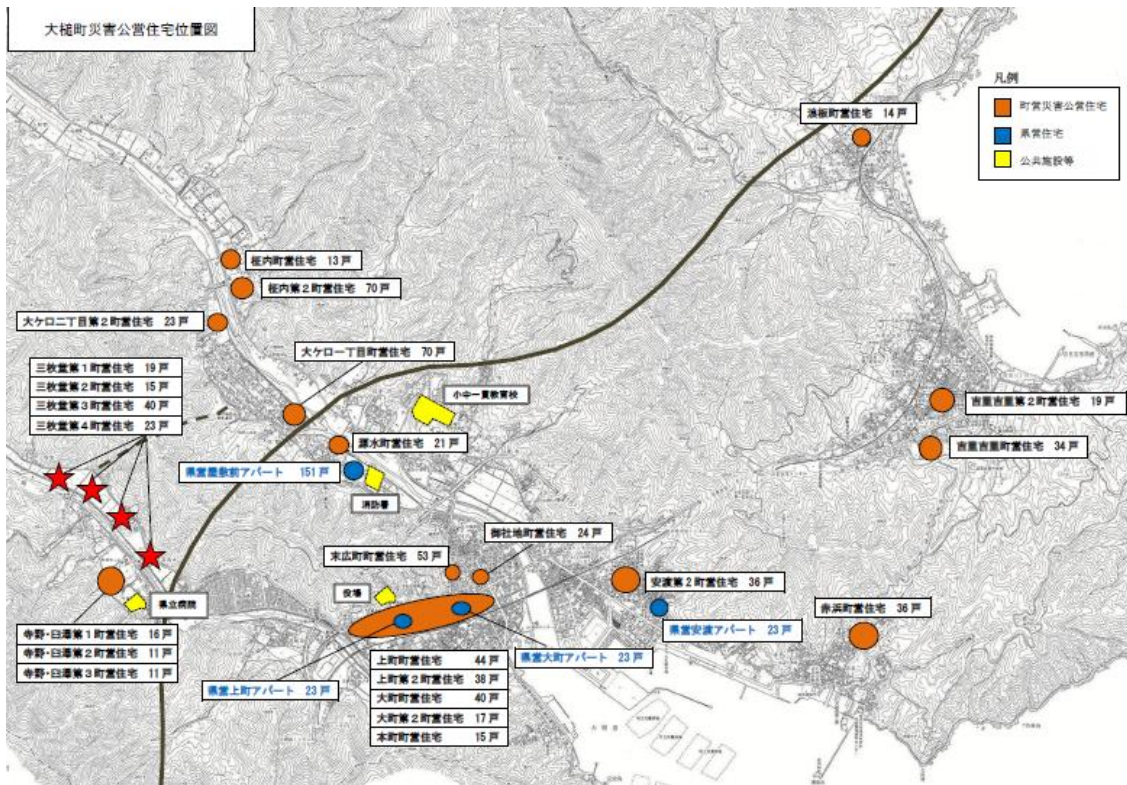 大槌町災害公営住宅位置図
凡例
町営災害公営住宅
県営住宅
公共施設等
浪板町営住宅 14戸
柾内町営住宅 13戸
柾内第2町営住宅 70戸
大ケ口二丁目第2町営住宅 23戸
大ケ口一丁目町営住宅 70戸
三枚堂第1町営住宅 19戸
三枚堂第2町営住宅 15戸
三枚堂第3町営住宅 40戸
三枚堂第4町営住宅 23戸
小中一貫教育校
吉里吉里第2町営住宅 19戸
源水町営住宅 21戸
吉里吉里町営住宅 34戸
県営屋敷前アパート 151戸
消防署
御社地町営住宅 24戸
末広町町営住宅 53戸
安渡第2町営住宅 36戸
役場
県立病院
赤浜町営住宅 36戸
寺野・臼澤第1町営住宅 16戸
寺野・臼澤第2町営住宅 11戸
寺野・臼澤第3町営住宅 11戸
県営安渡アパート 23戸
県営大町アパート 23戸
県営上町アパート 23戸
上町町営住宅 44戸
上町第2町営住宅 38戸
大町町営住宅 40戸
大町第2町営住宅 17戸
本町町営住宅 15戸